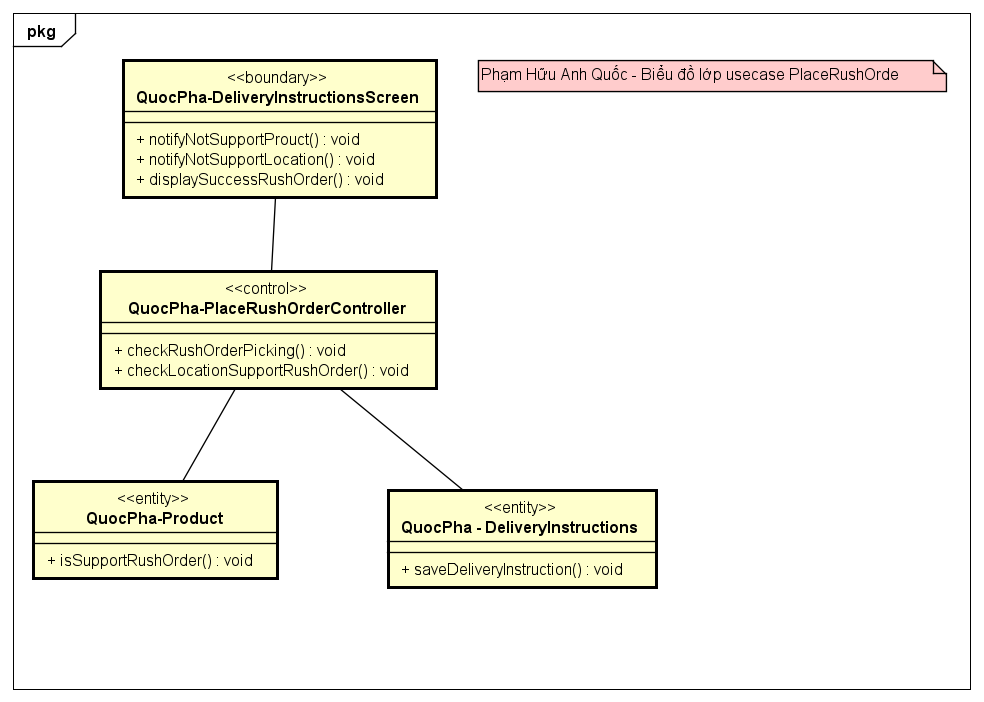 pkg
Phạm Hữu Anh Quốc - Biểu đồ lớp usecase PlaceRushOrde
<<boundary>>
QuocPha-DeliveryInstructionsScreen
+ notifyNotSupportProuct() : void
+ notifyNotSupportLocation() : void
+ displaySuccessRushOrder() : void
<<control>>
QuocPha-PlaceRushOrderController
+ checkRushOrderPicking() : void
+ checkLocationSupportRushOrder() : void
<<entity>>
QuocPha-Product
+ isSupportRushOrder() : void
<<entity>>
QuocPha - DeliveryInstructions
+ saveDeliveryInstruction() : void